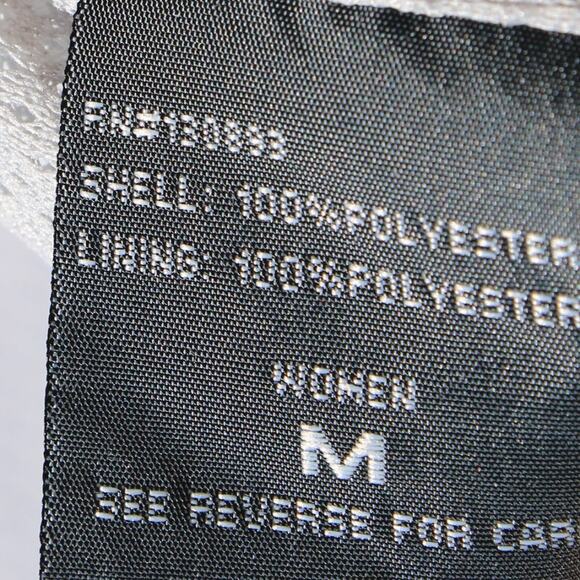 RN#130893
SHELL: 100%POLYESTER
LINING: 100%POLYESTER
WOMEN
M
SEE REVERSE FOR CAR